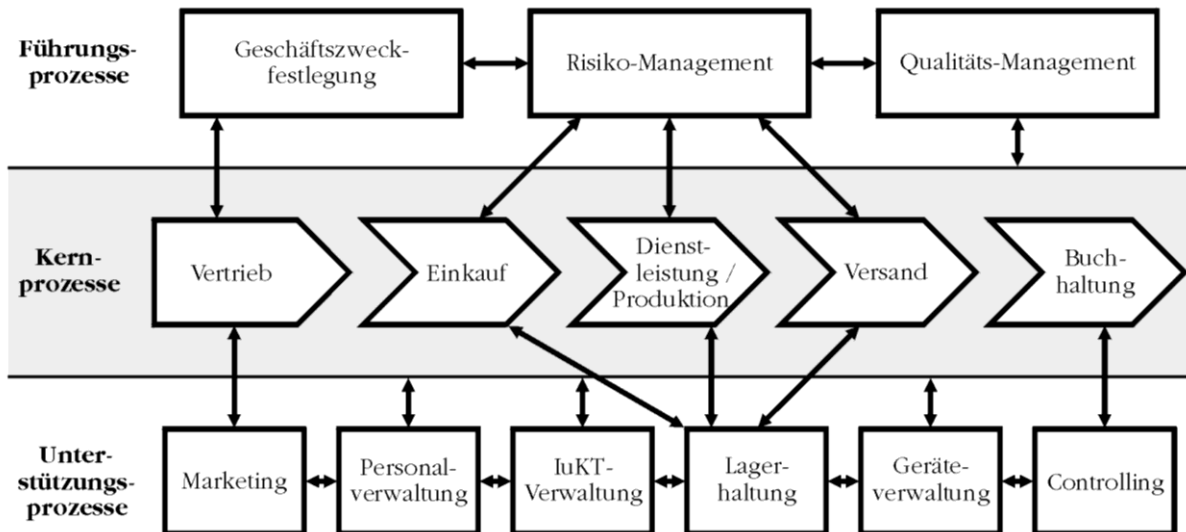 Führungs-
prozesse
Geschäftszweck-
festlegung
Risiko-Management
Qualitäts-Management
Kern-
prozesse
Vertrieb
Einkauf
Dienst-
leistung /
Produktion
Versand
Buch-
haltung
Unter-
stützungs-
prozesse
Marketing
Personal-
verwaltung
IuKT-
Verwaltung
Lager-
haltung
Geräte-
verwaltung
Controlling